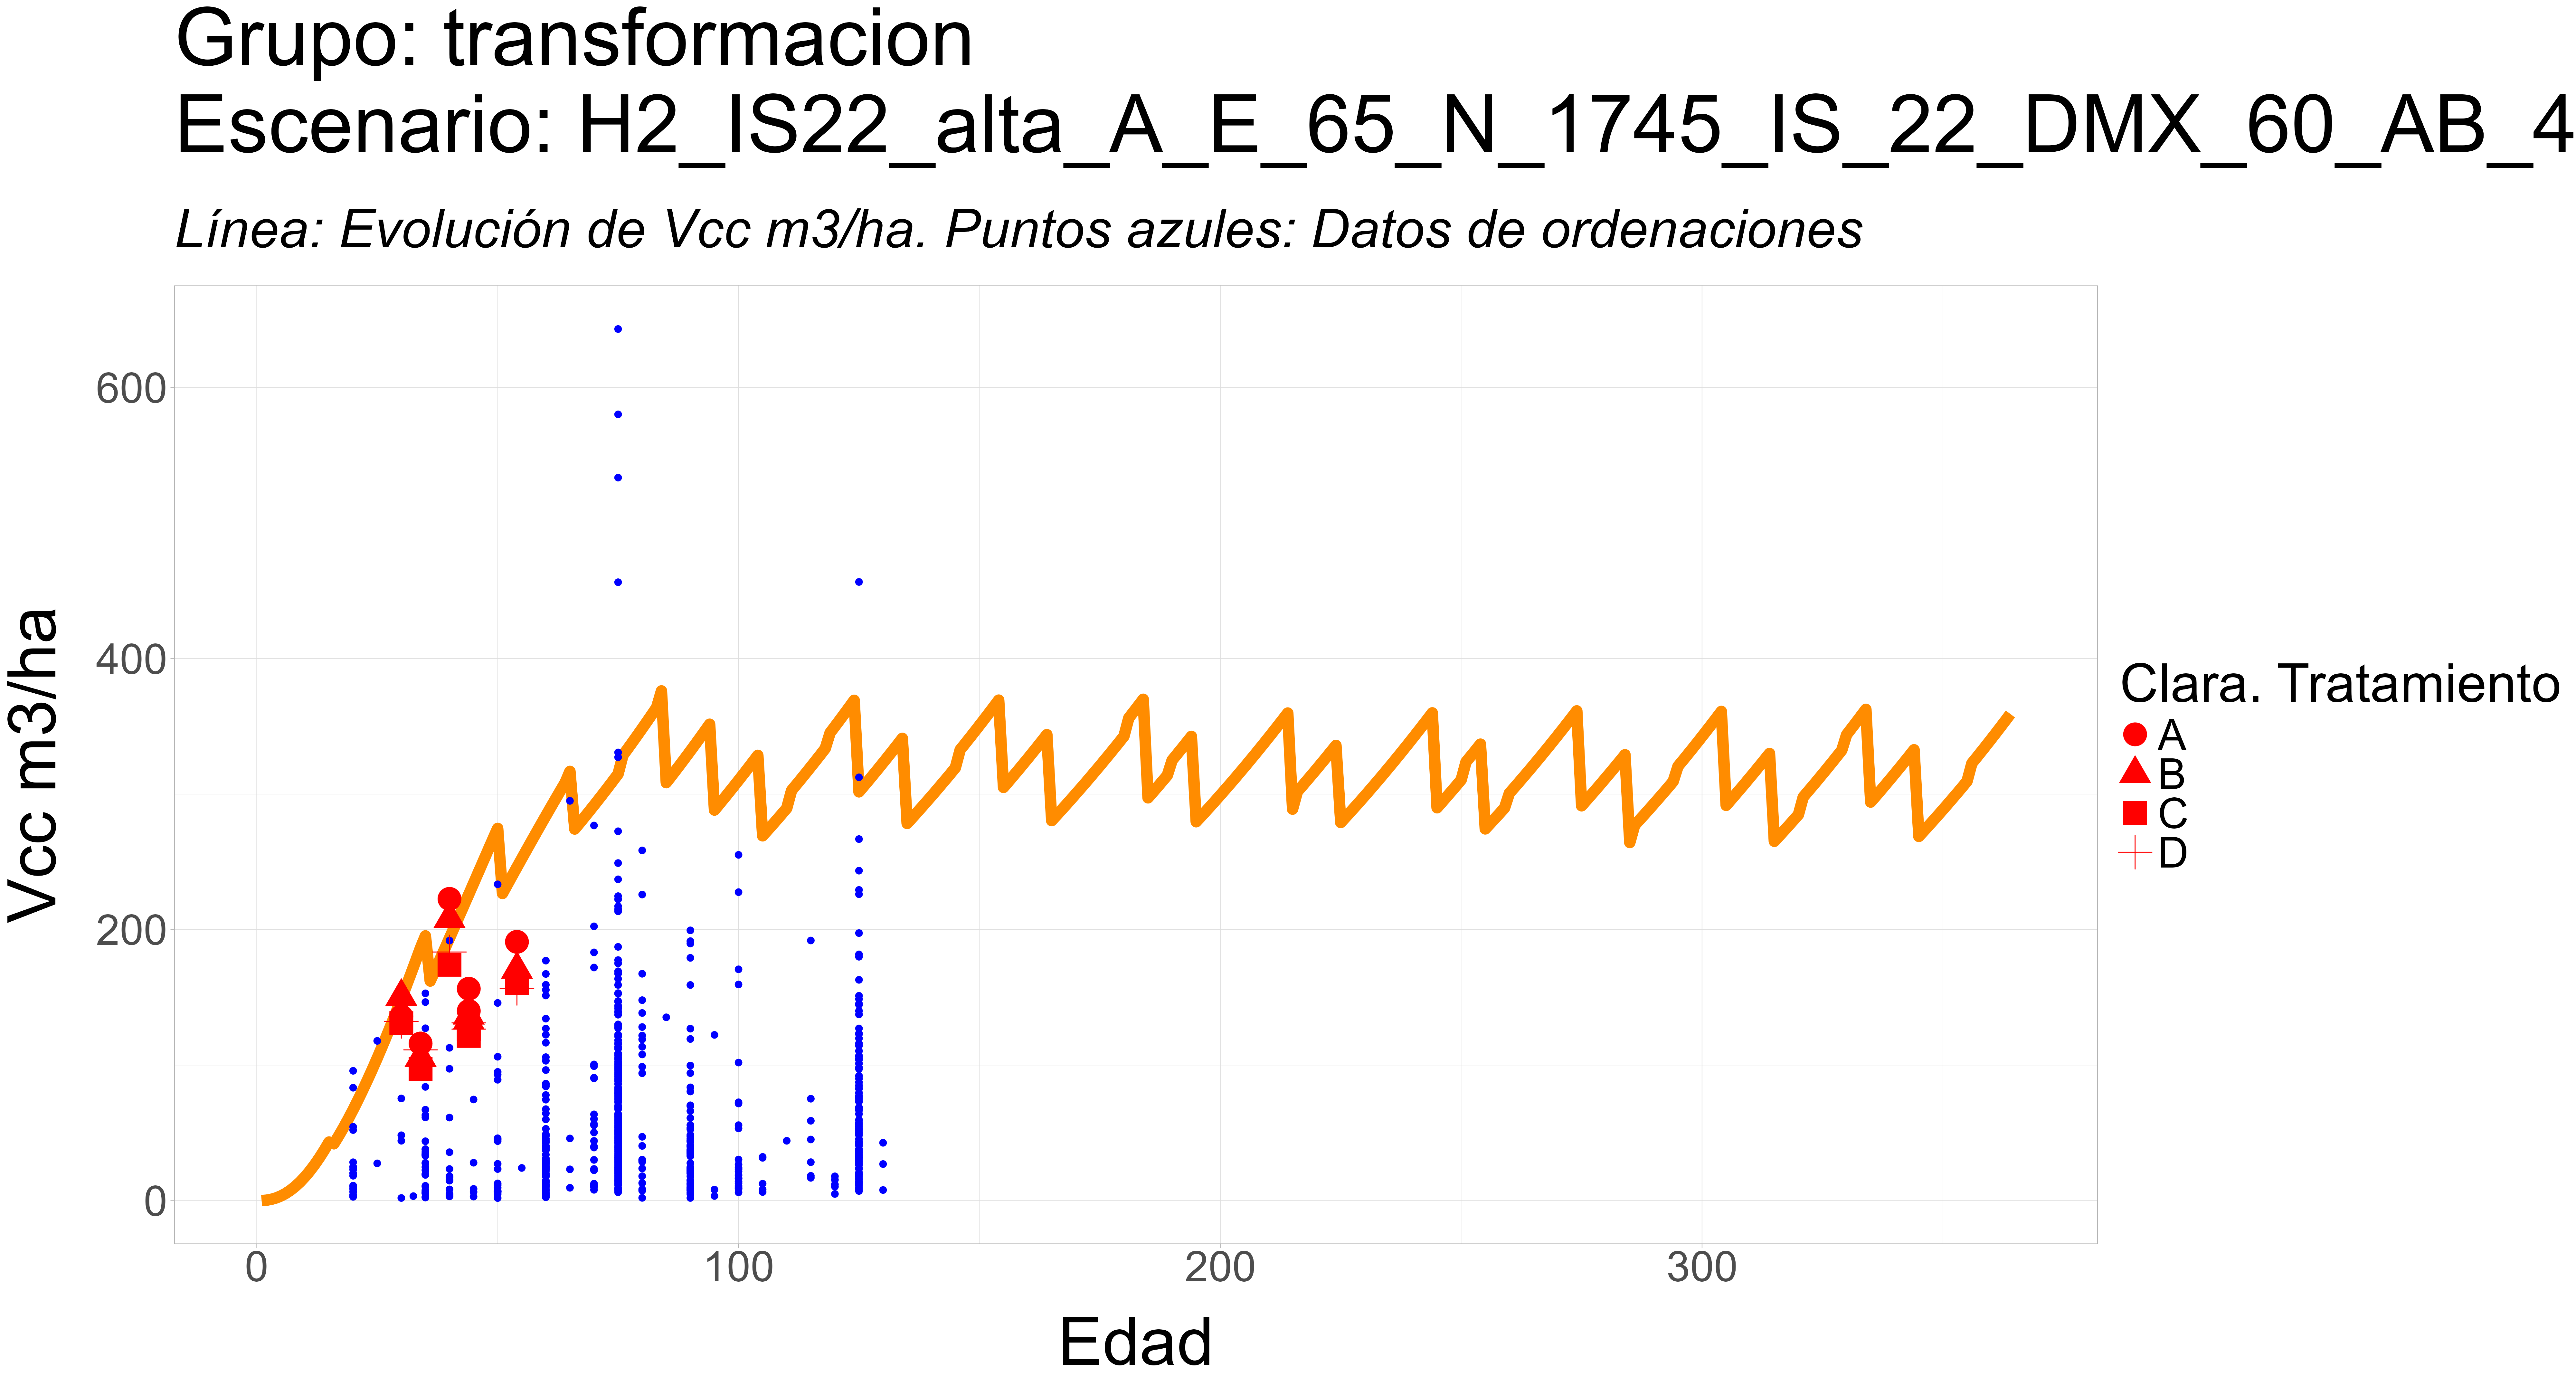 Grupo: transformacion
Escenario: H2_IS22_alta_A_E_65_N_1745_IS_22_DMX_60_AB_4
Línea: Evolución de Vcc m3/ha. Puntos azules: Datos de ordenaciones
Vcc m3/ha
600
400
200
0
0
100
200
300
Edad
Clara. Tratamiento
A
B
C
D